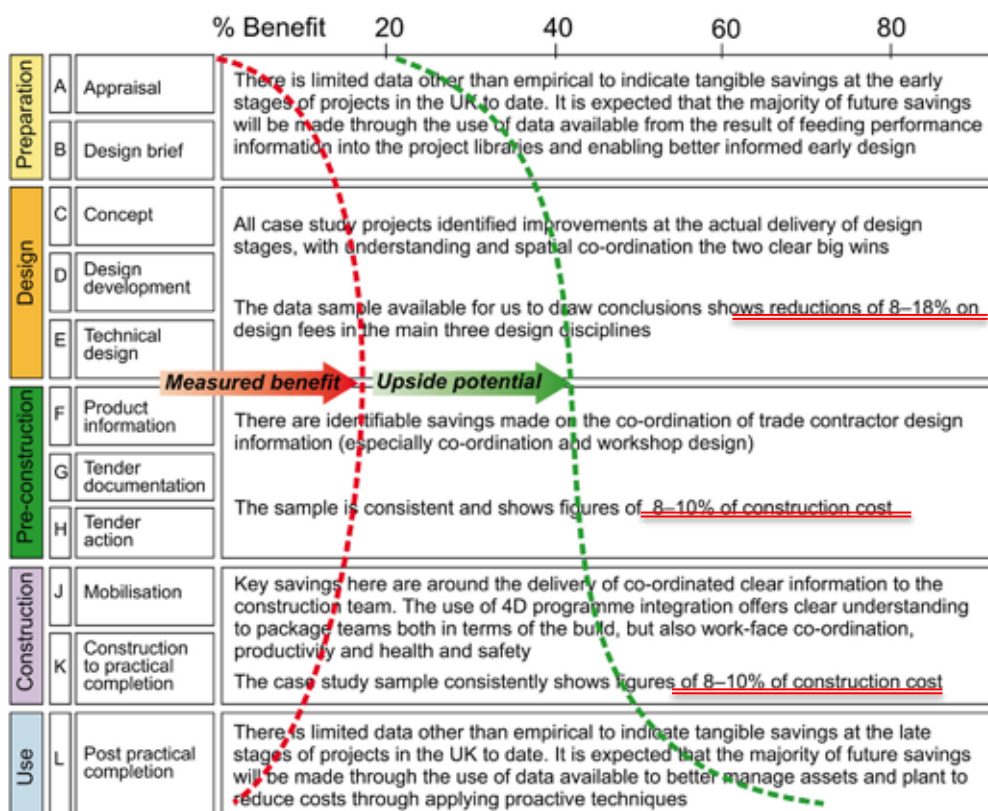 % Benefit 20 40 60 80
Preparation
A Appraisal
B Design brief
There is limited data other than empirical to indicate tangible savings at the early
stages of projects in the UK to date. It is expected that the majority of future savings
will be made through the use of data available from the result of feeding performance
information into the project libraries and enabling better informed early design
Design
C Concept
D Design
development
E Technical
design
All case study projects identified improvements at the actual delivery of design
stages, with understanding and spatial co-ordination the two clear big wins
The data sample available for us to draw conclusions shows reductions of 8–18% on
design fees in the main three design disciplines
Measured benefit Upside potential
Pre-construction
F Product
information
G Tender
documentation
H Tender
action
There are identifiable savings made on the co-ordination of trade contractor design
information (especially co-ordination and workshop design)
The sample is consistent and shows figures of 8–10% of construction cost
Construction
J Mobilisation
K Construction
to practical
completion
Key savings here are around the delivery of co-ordinated clear information to the
construction team. The use of 4D programme integration offers clear understanding
to package teams both in terms of the build, but also work-face co-ordination,
productivity and health and safety
The case study sample consistently shows figures of 8–10% of construction cost
Use
L Post practical
completion
There is limited data other than empirical to indicate tangible savings at the late
stages of projects in the UK to date. It is expected that the majority of future savings
will be made through the use of data available to better manage assets and plant to
reduce costs through applying proactive techniques